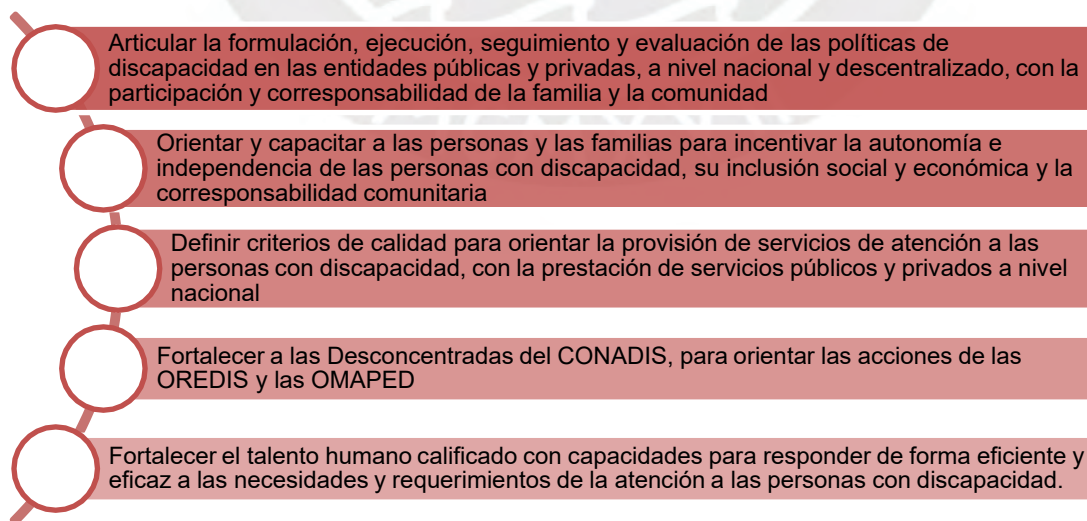 Articular la formulación, ejecución, seguimiento y evaluación de las políticas de
discapacidad en las entidades públicas y privadas, a nivel nacional y descentralizado, con la
participación y corresponsabilidad de la familia y la comunidad
Orientar y capacitar a las personas y las familias para incentivar la autonomía e
independencia de las personas con discapacidad, su inclusión social y económica y la
corresponsabilidad comunitaria
Definir criterios de calidad para orientar la provisión de servicios de atención a las
personas con discapacidad, con la prestación de servicios públicos y privados a nivel
nacional
Fortalecer a las Desconcentradas del CONADIS, para orientar las acciones de las
OREDIS y las OMAPED
Fortalecer el talento humano calificado con capacidades para responder de forma eficiente y
eficaz a las necesidades y requerimientos de la atención a las personas con discapacidad.